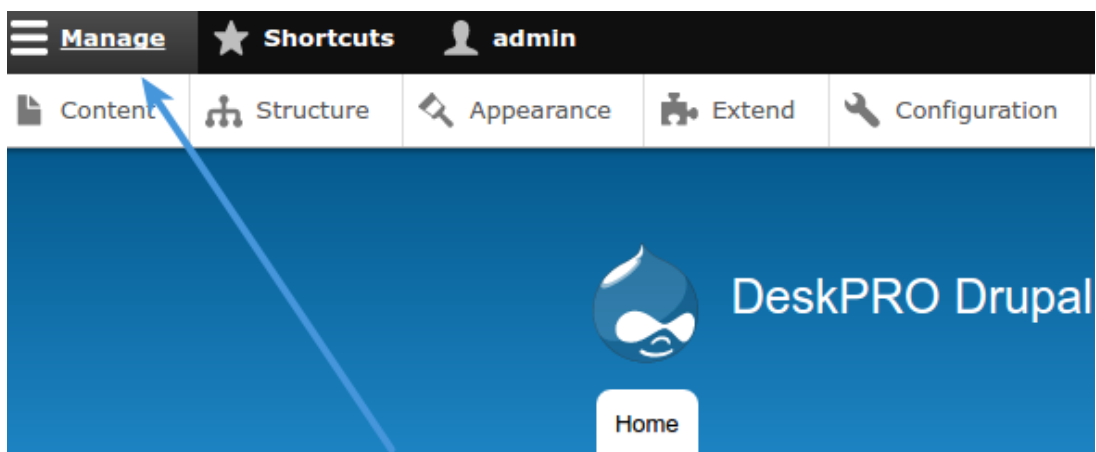 Manage Shortcuts admin
Content Structure Appearance Extend Configuration
DeskPRO Drupal
Home